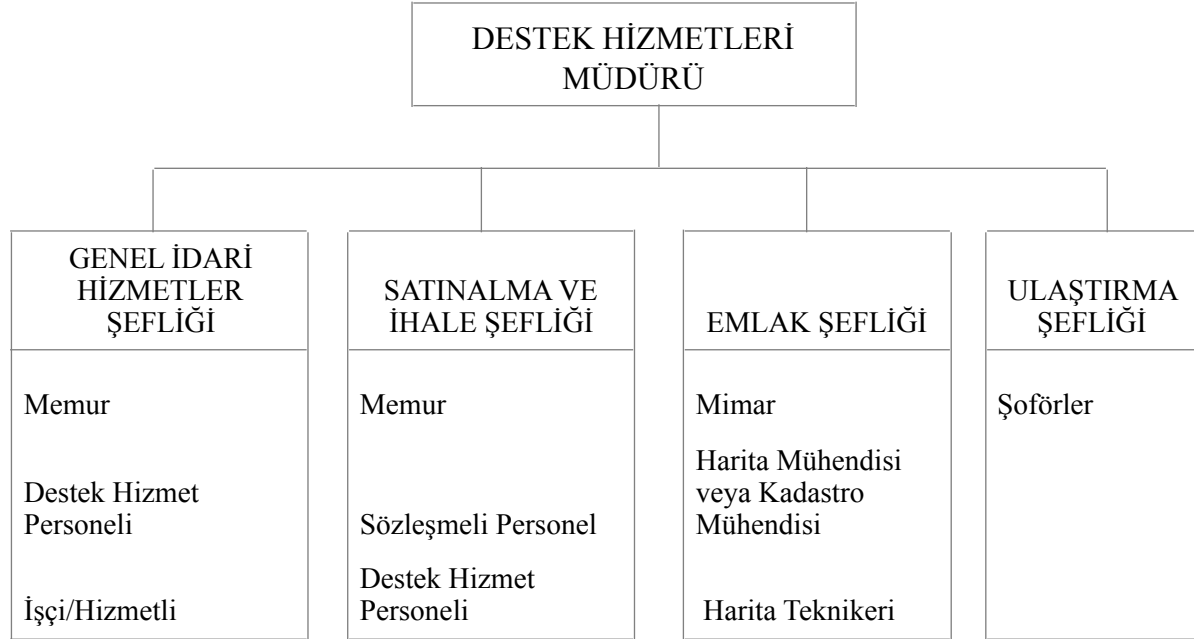 DESTEK HİZMETLERİ
MÜDÜRÜ
GENEL İDARİ
HİZMETLER
ŞEFLİĞİ
SATINALMA VE
İHALE ŞEFLİĞİ
EMLAK ŞEFLİĞİ
ULAŞTIRMA
ŞEFLİĞİ
Memur
Destek Hizmet
Personeli
İşçi/Hizmetli
Memur
Sözleşmeli Personel
Destek Hizmet
Personeli
Mimar
Harita Mühendisi
veya Kadastro
Mühendisi
Harita Teknikeri
Şoförler